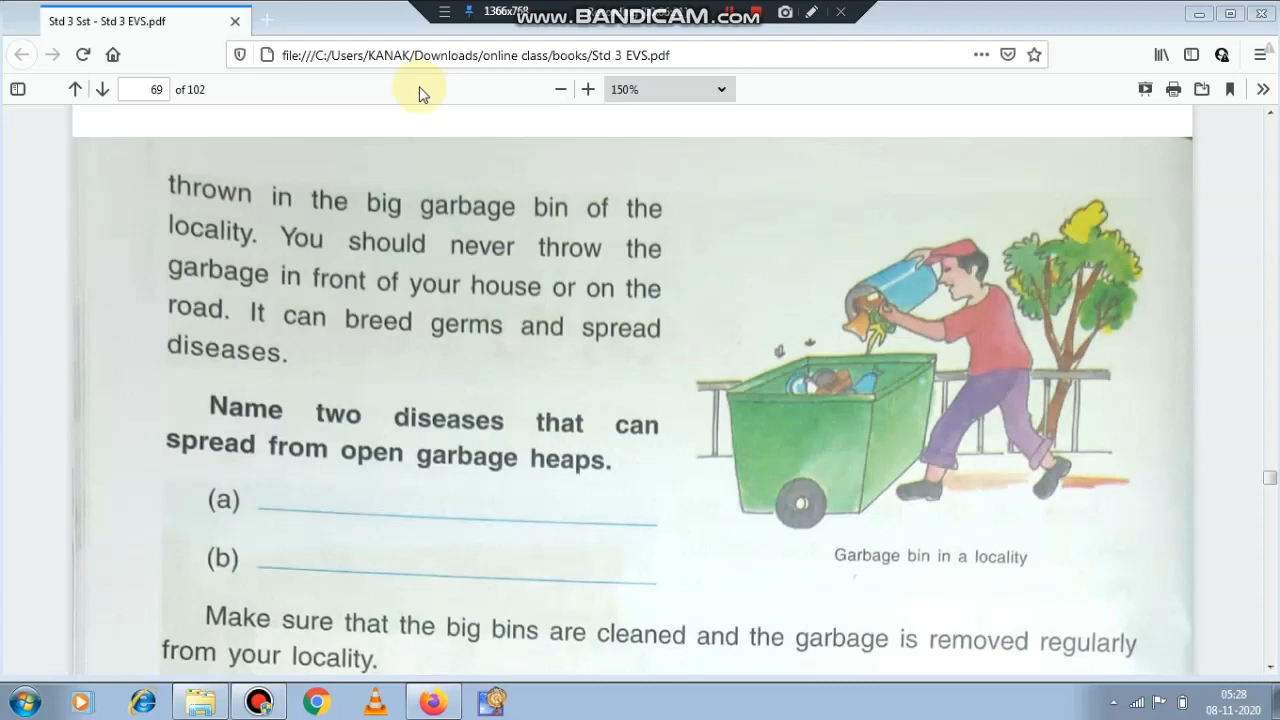 Std 3 Sst - Std 3 EVS.pdf
1366x768
www.BANDICAM.com
file:///C:/Users/KANAK/Downloads/online class/books/Std 3 EVS.pdf
69 of 102
150%
thrown in the big garbage bin of the
locality. You should never throw the
garbage in front of your house or on the
road. It can breed germs and spread
diseases.
Name two diseases that can
spread from open garbage heaps.
(a)
(b)
Garbage bin in a locality
Make sure that the big bins are cleaned and the garbage is removed regularly
from your locality.
05:28
08-11-2020